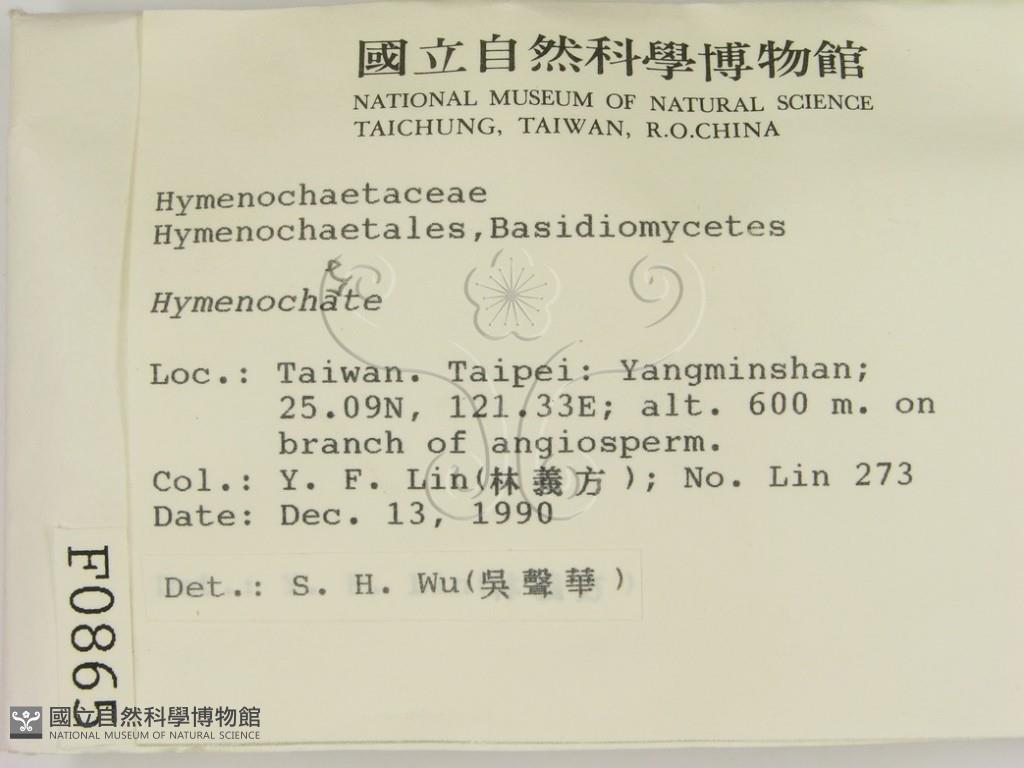 國立自然科學博物館
NATIONAL MUSEUM OF NATURAL SCIENCE
TAICHUNG, TAIWAN, R.O.CHINA
Hymenochaetaceae
Hymenochaetales,Basidiomycetes
e
Hymenochate
Loc.: Taiwan. Taipei: Yangminshan;
25.09N, 121.33E; alt. 600 m. on
branch of angiosperm.
Col.: Y. F. Lin(林義方); No. Lin 273
Date: Dec. 13, 1990
Det.: S. H. Wu(吳聲華)
F0865
國立自然科學博物館
NATIONAL MUSEUM OF NATURAL SCIENCE